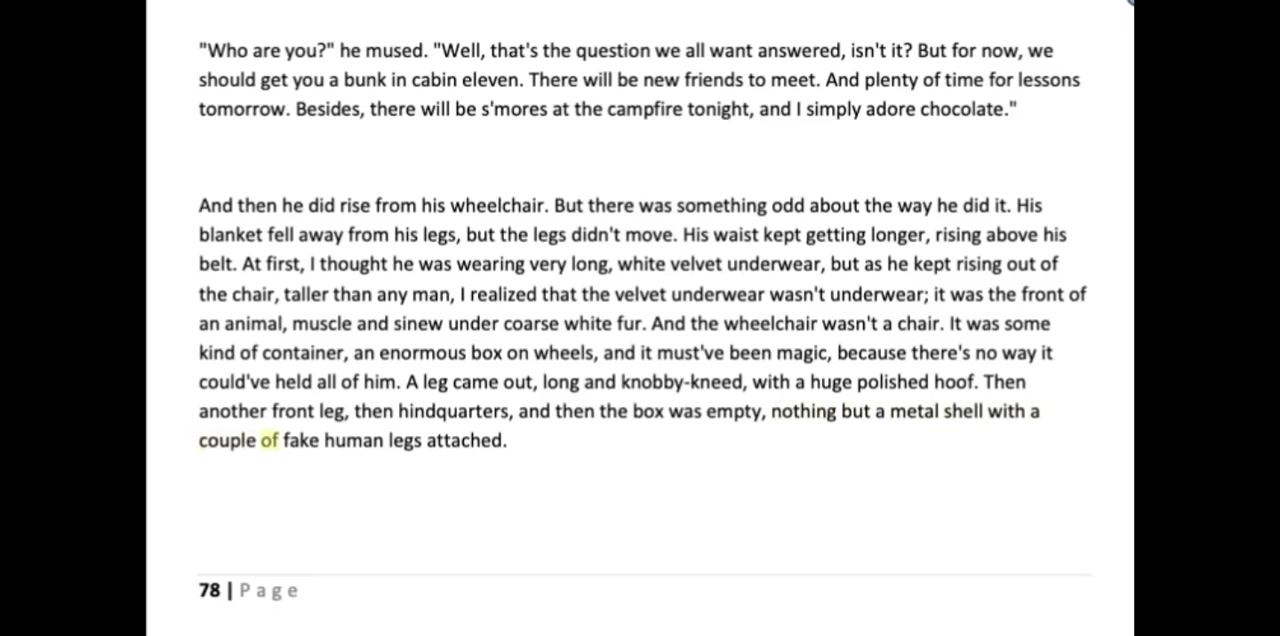 "Who are you?" he mused. "Well, that's the question we all want answered, isn't it? But for now, we
should get you a bunk in cabin eleven. There will be new friends to meet. And plenty of time for lessons
tomorrow. Besides, there will be s'mores at the campfire tonight, and I simply adore chocolate."
And then he did rise from his wheelchair. But there was something odd about the way he did it. His
blanket fell away from his legs, but the legs didn't move. His waist kept getting longer, rising above his
belt. At first, I thought he was wearing very long, white velvet underwear, but as he kept rising out of
the chair, taller than any man, I realized that the velvet underwear wasn't underwear; it was the front of
an animal, muscle and sinew under coarse white fur. And the wheelchair wasn't a chair. It was some
kind of container, an enormous box on wheels, and it must've been magic, because there's no way it
could've held all of him. A leg came out, long and knobby-kneed, with a huge polished hoof. Then
another front leg, then hindquarters, and then the box was empty, nothing but a metal shell with a
couple of fake human legs attached.
78 | P a g e